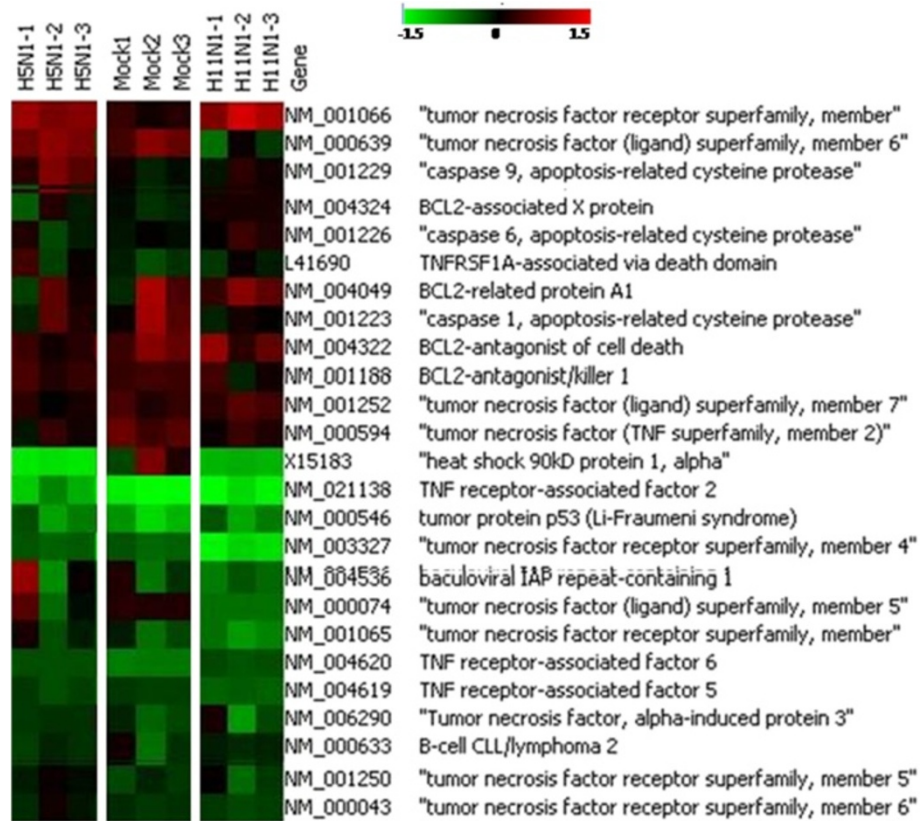 -1.5 0 1.5
H5N1-1 H5N1-2 H5N1-3 Mock1 Mock2 Mock3 H11N1-1 H11N1-2 H11N1-3 Gene
NM_001066 "tumor necrosis factor receptor superfamily, member"
NM_000639 "tumor necrosis factor (ligand) superfamily, member 6"
NM_001229 "caspase 9, apoptosis-related cysteine protease"
NM_004324 BCL2-associated X protein
NM_001226 "caspase 6, apoptosis-related cysteine protease"
L41690 TNFRSF1A-associated via death domain
NM_004049 BCL2-related protein A1
NM_001223 "caspase 1, apoptosis-related cysteine protease"
NM_004322 BCL2-antagonist of cell death
NM_001188 BCL2-antagonist/killer 1
NM_001252 "tumor necrosis factor (ligand) superfamily, member 7"
NM_000594 "tumor necrosis factor (TNF superfamily, member 2)"
X15183 "heat shock 90kD protein 1, alpha"
NM_021138 TNF receptor-associated factor 2
NM_000546 tumor protein p53 (Li-Fraumeni syndrome)
NM_003327 "tumor necrosis factor receptor superfamily, member 4"
NM_004536 baculoviral IAP repeat-containing 1
NM_000074 "tumor necrosis factor (ligand) superfamily, member 5"
NM_001065 "tumor necrosis factor receptor superfamily, member"
NM_004620 TNF receptor-associated factor 6
NM_004619 TNF receptor-associated factor 5
NM_006290 "Tumor necrosis factor, alpha-induced protein 3"
NM_000633 B-cell CLL/lymphoma 2
NM_001250 "tumor necrosis factor receptor superfamily, member 5"
NM_000043 "tumor necrosis factor receptor superfamily, member 6"